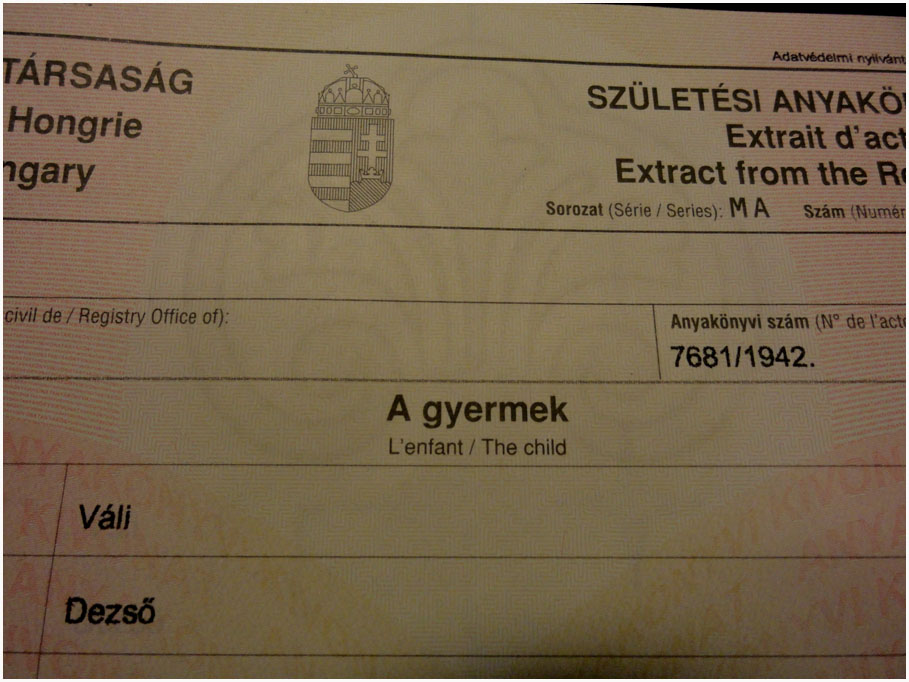 Adatvédelmi nyilvánt
TÁRSASÁG
Hongrie
ngary
SZÜLETÉSI ANYAKÖ
Extrait d'act
Extract from the Re
Sorozat (Série / Series): MA Szám (Numér
civil de / Registry Office of):
Anyakönyvi szám (N° de l'acte
7681/1942.
A gyermek
L'enfant / The child
Váli
Dezső